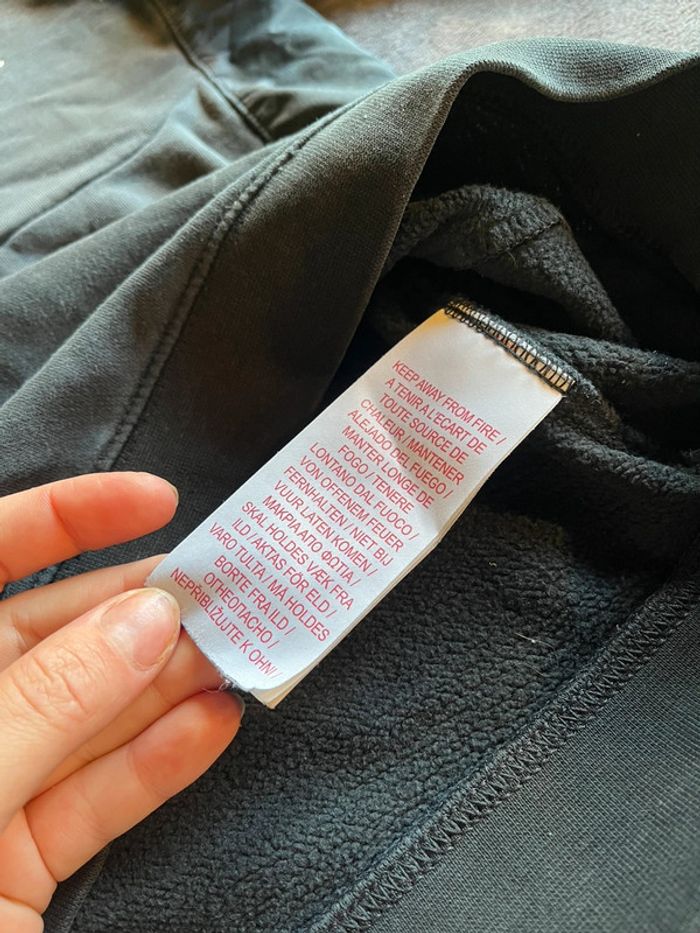 KEEP AWAY FROM FIRE /
A TENIR A L'ECART DE
TOUTE SOURCE DE
CHALEUR / MANTENER
ALEJADO DEL FUEGO /
MANTER LONGE DE
FOGO / TENERE
LONTANO DAL FUOCO /
VON OFFENEM FEUER
FERNHALTEN / NIET BIJ
VUUR LATEN KOMEN /
ΜΑΚΡΙΑ ΑΠΟ ΦΩΤΙΑ /
SKAL HOLDES VÆK FRA
ILD / AKTAS FÖR ELD /
VARO TULTA / MÅ HOLDES
BORTE FRA ILD /
ОГНЕОПАСНО /
NEPŘIBLIŽUJTE K OHNI /